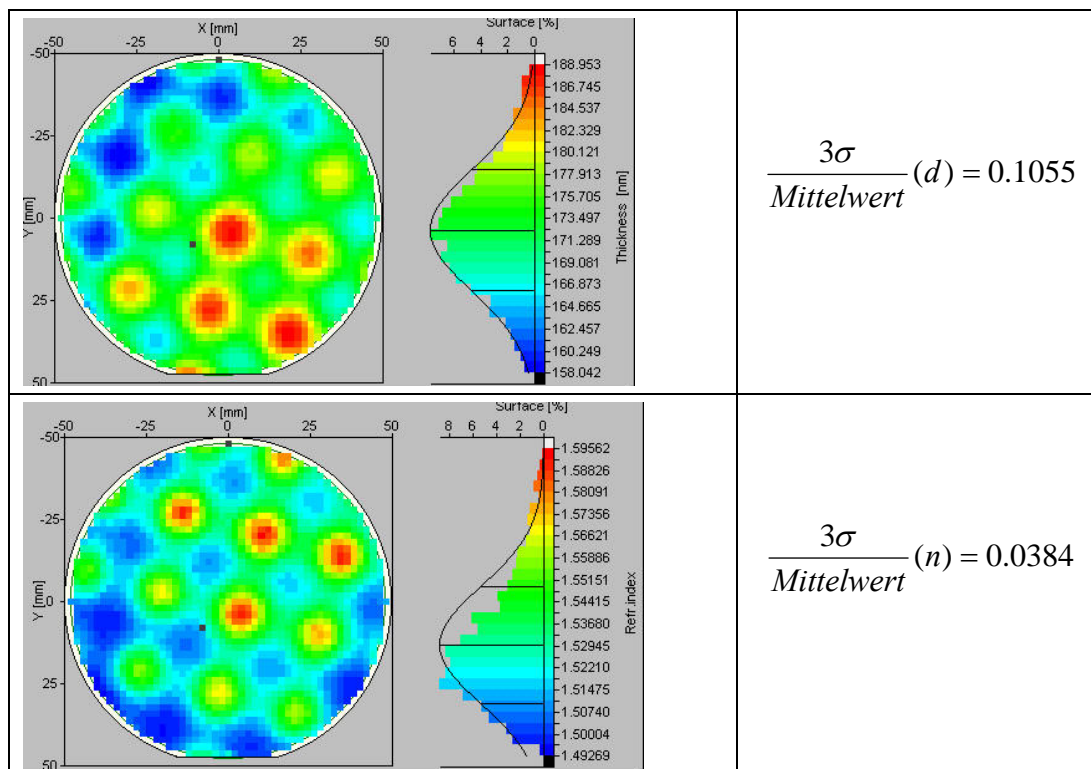 X [mm]
-50 -25 0 25 50
-50
-25
0
25
50
Y [mm]
Surface [%]
6 4 2 0
188.953
186.745
184.537
182.329
180.121
177.913
175.705
173.497
171.289
169.081
166.873
164.665
162.457
160.249
158.042
Thickness [nm]
3σ/Mittelwert (d) = 0.1055
X [mm]
-50 -25 0 25 50
-50
-25
0
25
50
Y [mm]
Surface [%]
8 6 4 2 0
1.59562
1.58826
1.58091
1.57356
1.56621
1.55886
1.55151
1.54415
1.53680
1.52945
1.52210
1.51475
1.50740
1.50004
1.49269
Refr.index
3σ/Mittelwert (n) = 0.0384